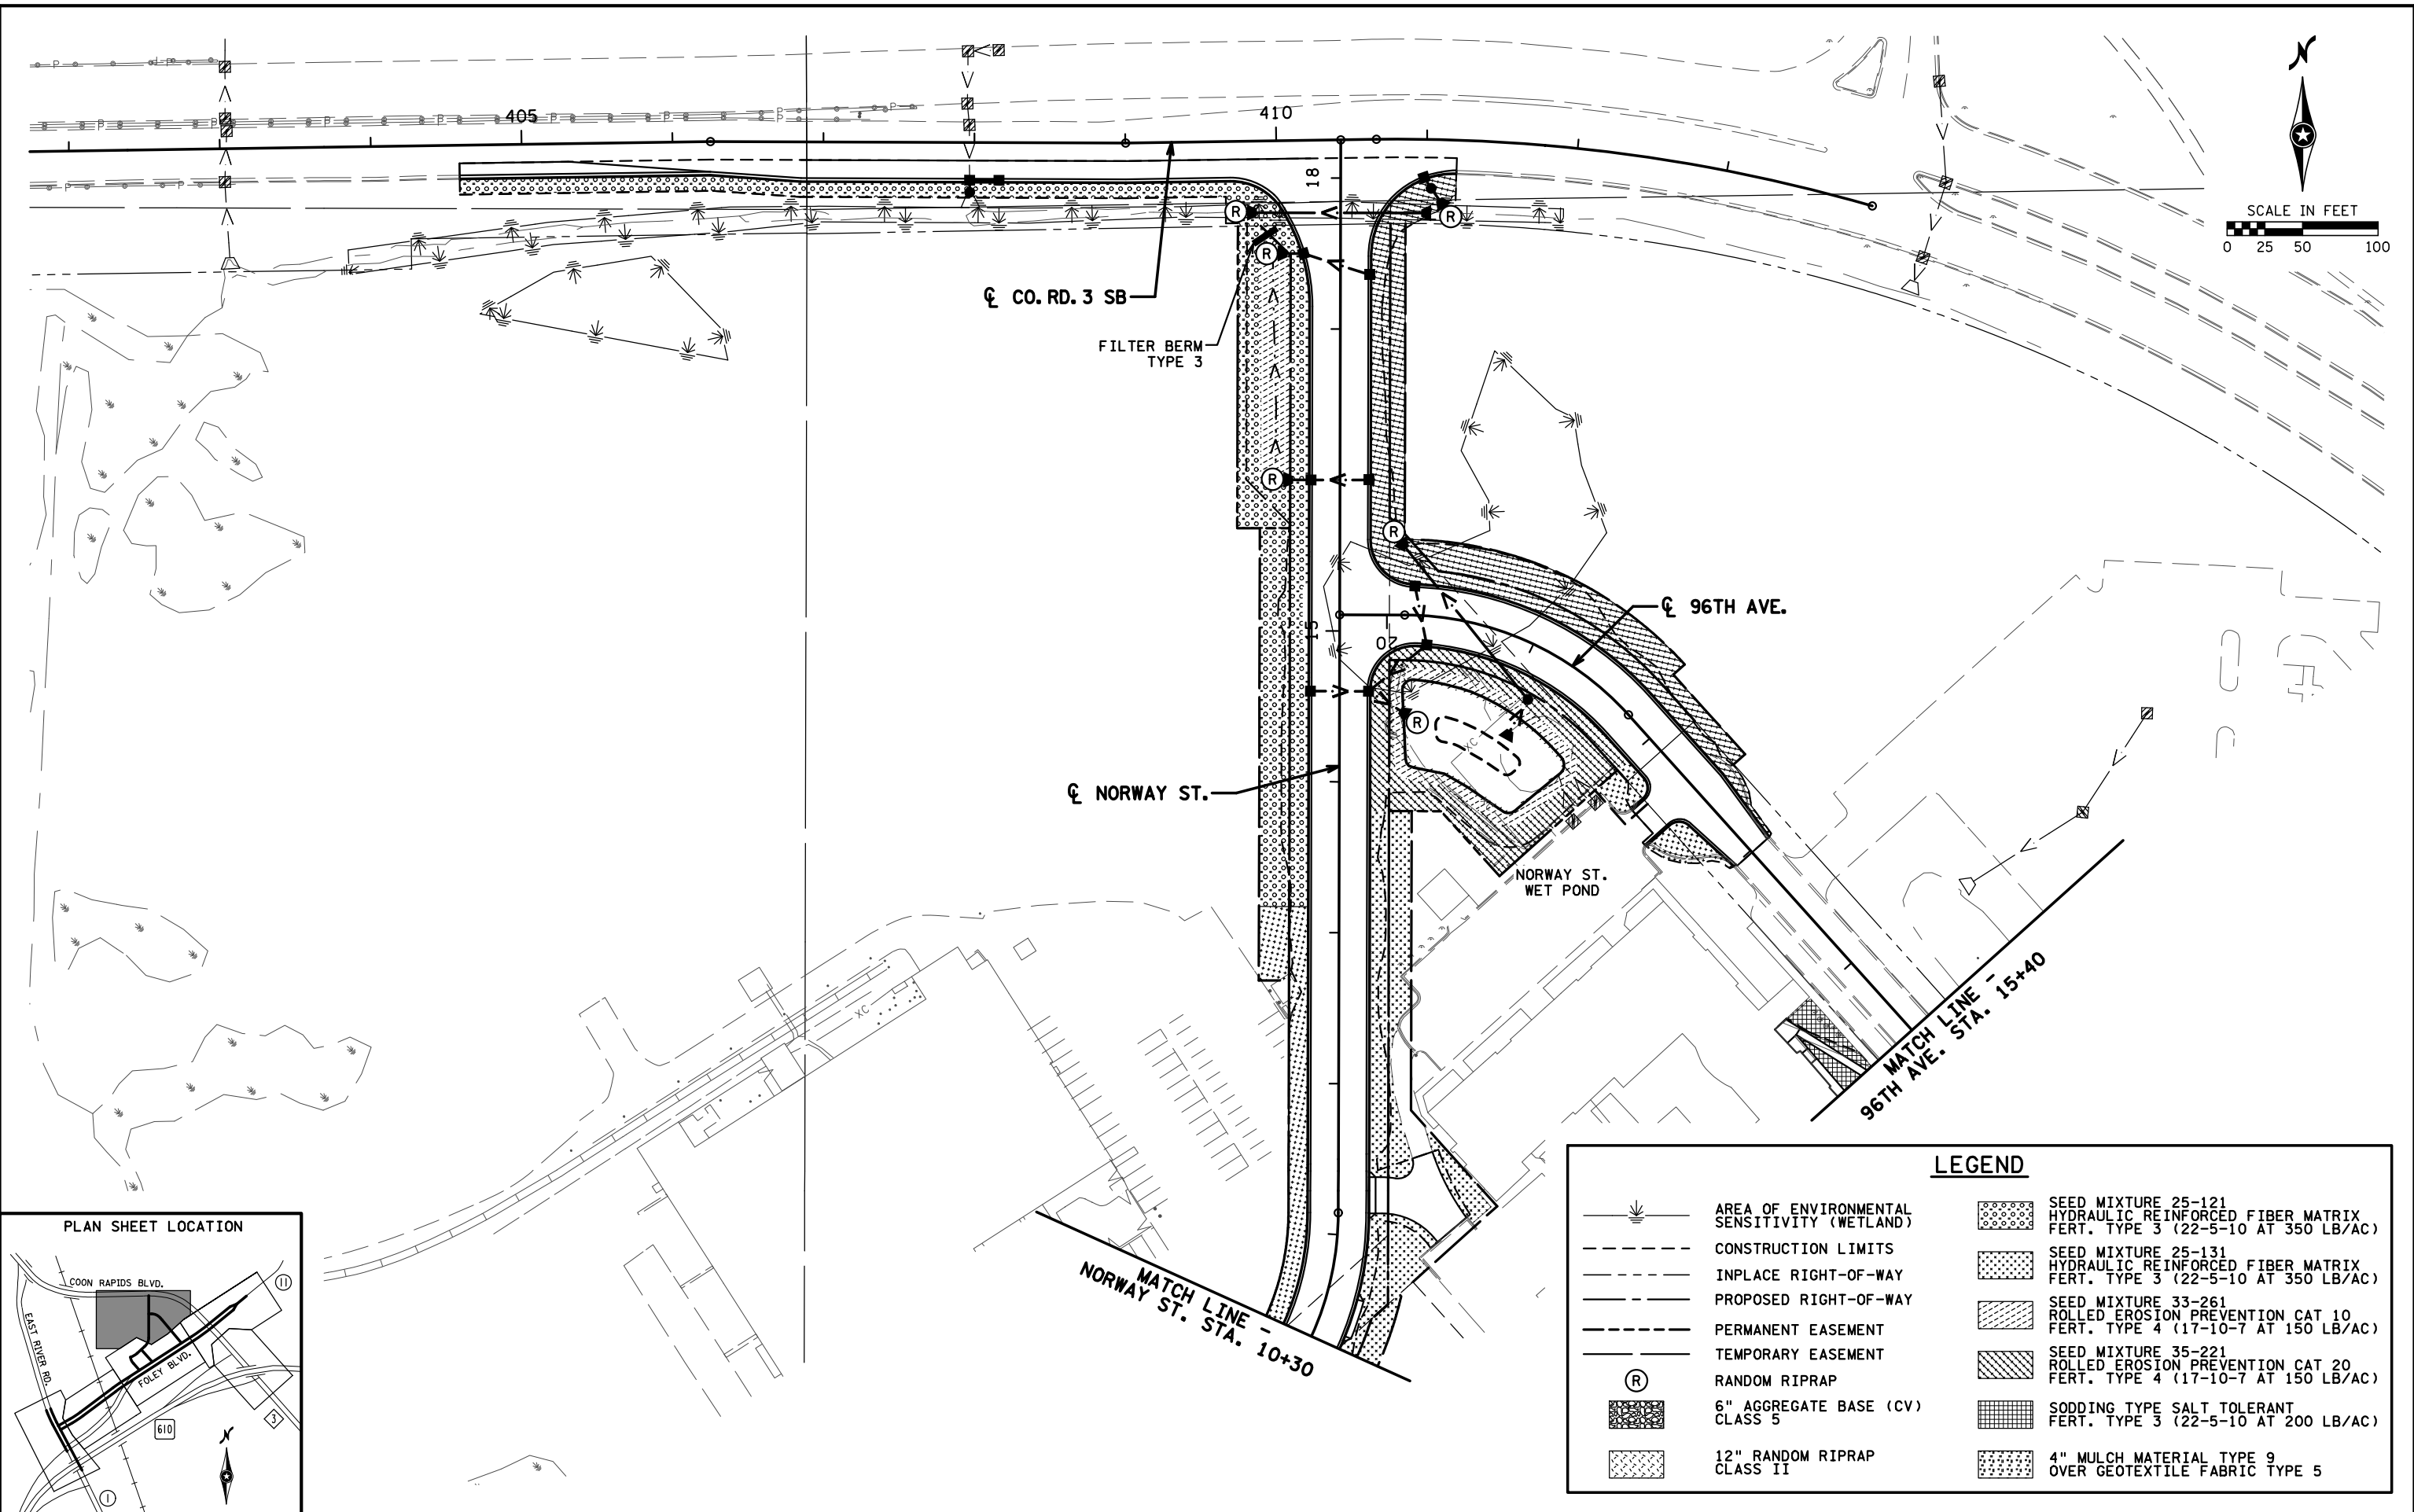 P
P
P
P
P
P
P
P
P
P
P
405
410
N
SCALE IN FEET
0 25 50 100
18
R
R
R
℄ CO. RD. 3 SB
FILTER BERM
TYPE 3
R
R
℄ 96TH AVE.
15
20
R
XC
℄ NORWAY ST.
NORWAY ST.
WET POND
XC
MATCH LINE -
96TH AVE. STA. 15+40
MATCH LINE -
NORWAY ST. STA. 10+30
PLAN SHEET LOCATION
COON RAPIDS BLVD.
11
EAST RIVER RD.
FOLEY BLVD.
610
3
N
1
LEGEND
AREA OF ENVIRONMENTAL
SENSITIVITY (WETLAND)
CONSTRUCTION LIMITS
INPLACE RIGHT-OF-WAY
PROPOSED RIGHT-OF-WAY
PERMANENT EASEMENT
TEMPORARY EASEMENT
R RANDOM RIPRAP
6" AGGREGATE BASE (CV)
CLASS 5
12" RANDOM RIPRAP
CLASS II
SEED MIXTURE 25-121
HYDRAULIC REINFORCED FIBER MATRIX
FERT. TYPE 3 (22-5-10 AT 350 LB/AC)
SEED MIXTURE 25-131
HYDRAULIC REINFORCED FIBER MATRIX
FERT. TYPE 3 (22-5-10 AT 350 LB/AC)
SEED MIXTURE 33-261
ROLLED EROSION PREVENTION CAT 10
FERT. TYPE 4 (17-10-7 AT 150 LB/AC)
SEED MIXTURE 35-221
ROLLED EROSION PREVENTION CAT 20
FERT. TYPE 4 (17-10-7 AT 150 LB/AC)
SODDING TYPE SALT TOLERANT
FERT. TYPE 3 (22-5-10 AT 200 LB/AC)
4" MULCH MATERIAL TYPE 9
OVER GEOTEXTILE FABRIC TYPE 5